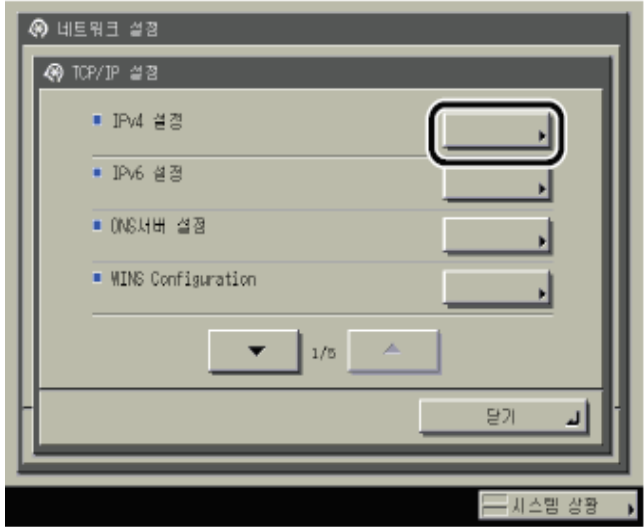 네트워크 설정
TCP/IP 설정
IPv4 설정
IPv6 설정
DNS서버 설정
WINS Configuration
1/5
닫기
시스템 상황